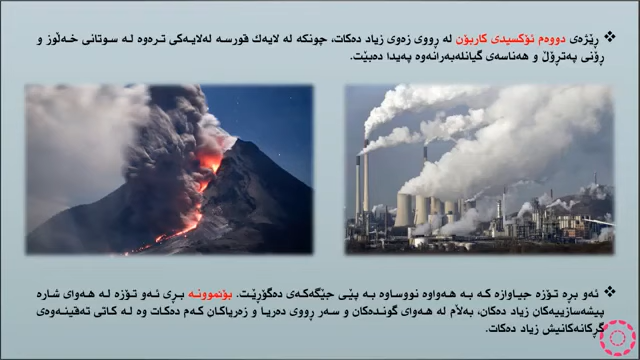 ❖ ڕێژەی دووەم ئۆکسیدی کاربۆن لە ڕووی زەوی زیاد دەکات، چونکە لە لایەك قورسە لەلایەکی ترەوە لە سوتانی خەڵوز و
ڕۆنی پەترۆڵ و هەناسەی گیانلەبەرانەوە پەیدا دەبێت.
❖ ئەو بڕە تۆزە جیاوازە کە بە هەواوە نووساوە بە پێی جێگەکەی دەگۆڕێت. بۆنموونە بڕی ئەو تۆزە لە هەوای شارە
پیشەسازییەکان زیاد دەکان، بەڵام لە هەوای گوندەکان و سەر ڕووی دەریا و زەریاکان کەم دەکات وە لە کاتی تەقینەوەی
گڕکانەکانیش زیاد دەکات.